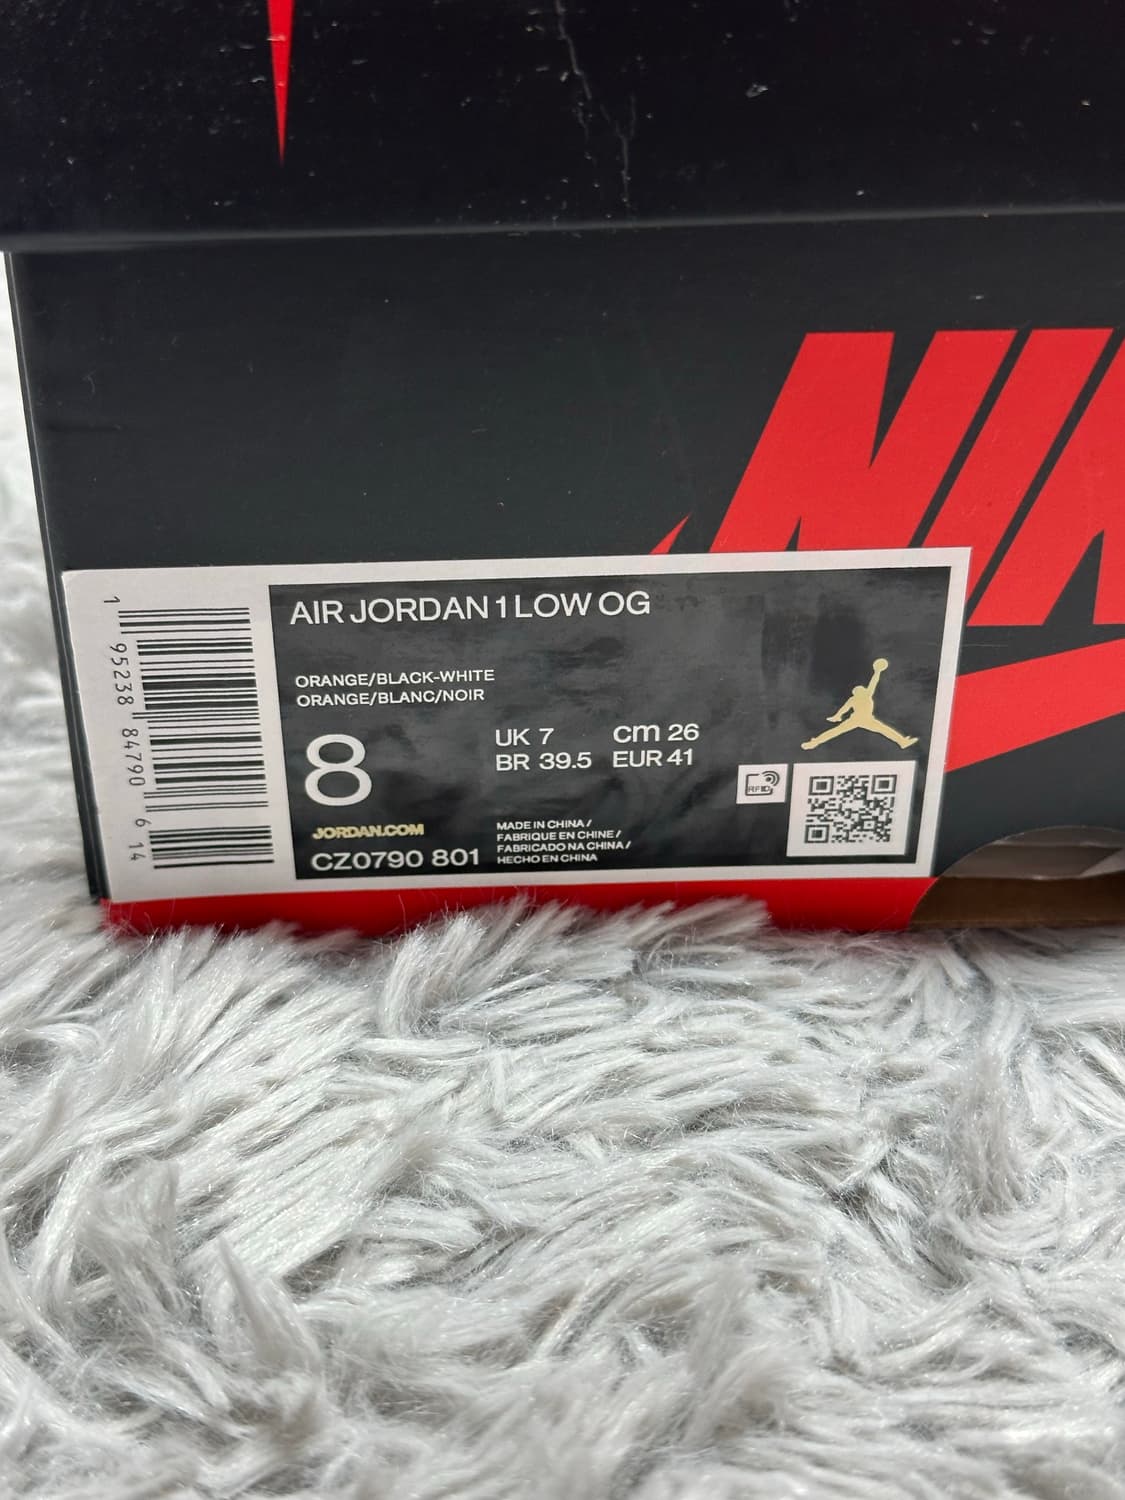 NIK
AIR JORDAN 1 LOW OG
ORANGE/BLACK-WHITE
ORANGE/BLANC/NOIR
8
UK 7
cm 26
BR 39.5
EUR 41
RFID
JORDAN.COM
CZ0790 801
MADE IN CHINA /
FABRIQUE EN CHINE /
FABRICADO NA CHINA /
HECHO EN CHINA
1 95238 84790 6 14